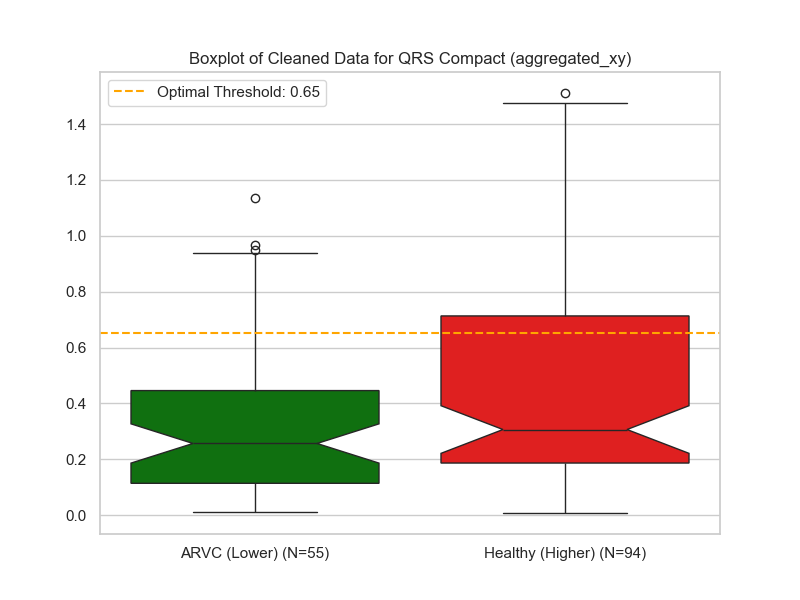 Boxplot of Cleaned Data for QRS Compact (aggregated_xy)
Optimal Threshold: 0.65
1.4
1.2
1.0
0.8
0.6
0.4
0.2
0.0
ARVC (Lower) (N=55)
Healthy (Higher) (N=94)